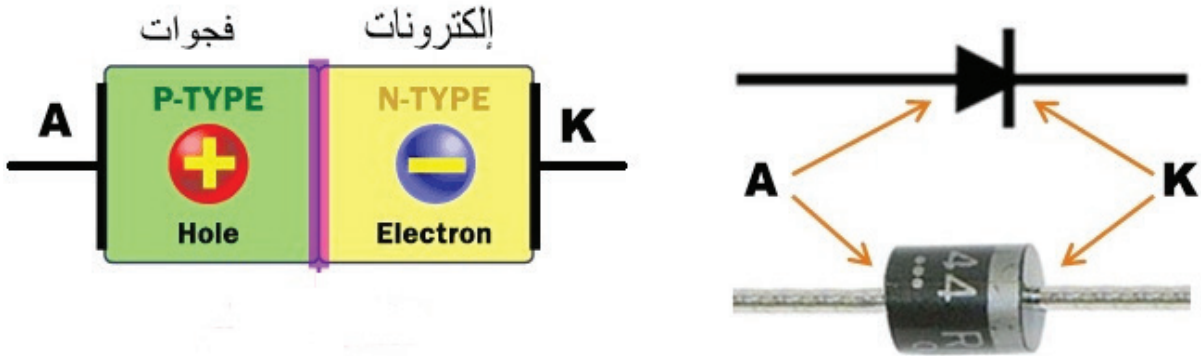 فجوات
إلكترونات
P-TYPE
N-TYPE
A
K
Hole
Electron
A
K
44 R